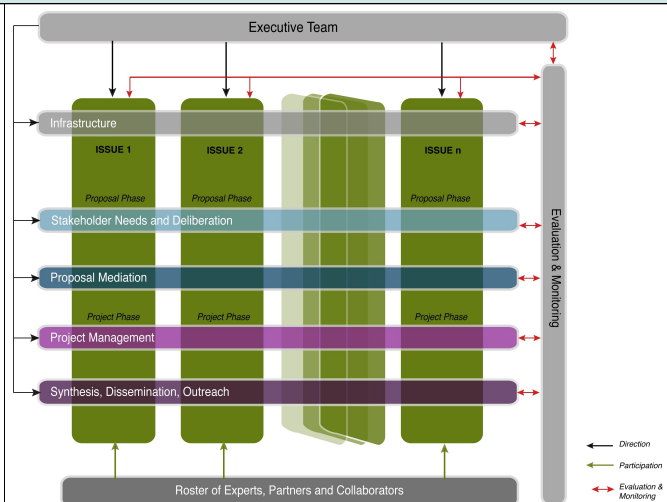 Executive Team
Infrastructure
ISSUE 1
ISSUE 2
ISSUE n
Proposal Phase
Proposal Phase
Proposal Phase
Stakeholder Needs and Deliberation
Proposal Mediation
Project Phase
Project Phase
Project Phase
Project Management
Synthesis, Dissemination, Outreach
Roster of Experts, Partners and Collaborators
Evaluation & Monitoring
Direction
Participation
Evaluation &
Monitoring